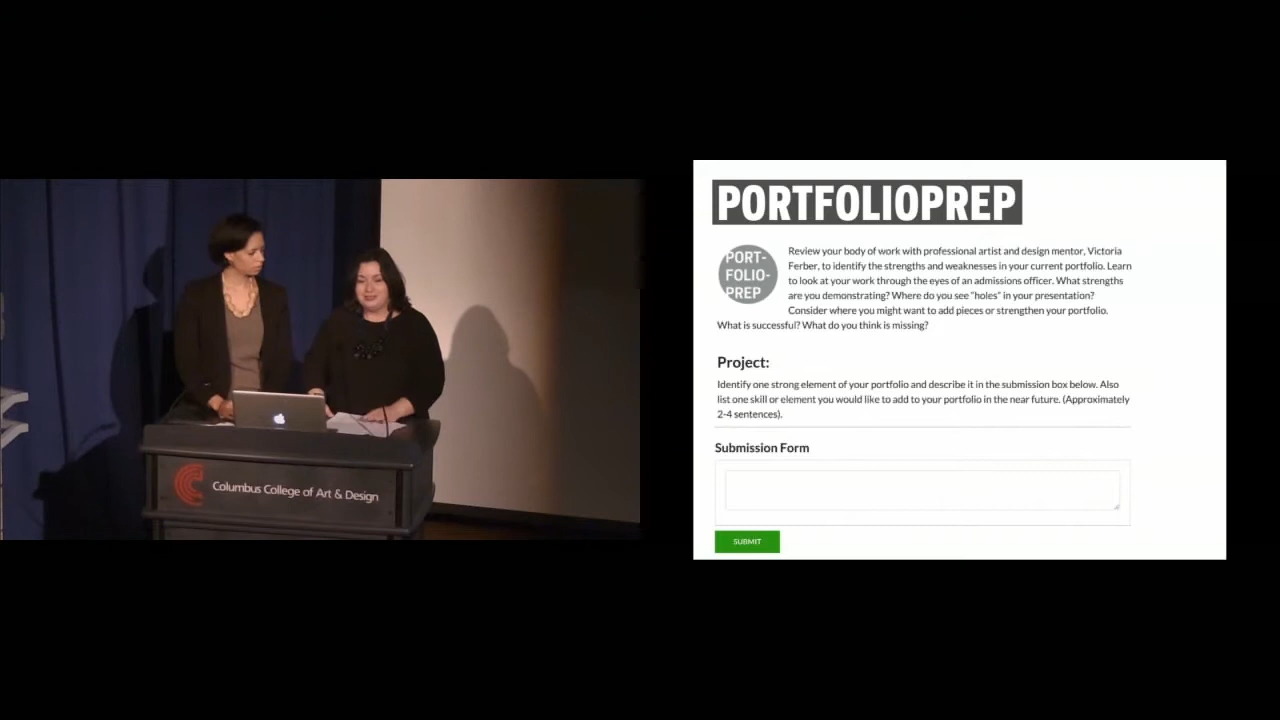 Columbus College of Art & Design
PORTFOLIOPREP
PORT-
FOLIO-
PREP
Review your body of work with professional artist and design mentor, Victoria
Ferber, to identify the strengths and weaknesses in your current portfolio. Learn
to look at your work through the eyes of an admissions officer. What strengths
are you demonstrating? Where do you see "holes" in your presentation?
Consider where you might want to add pieces or strengthen your portfolio.
What is successful? What do you think is missing?
Project:
Identify one strong element of your portfolio and describe it in the submission box below. Also
list one skill or element you would like to add to your portfolio in the near future. (Approximately
2-4 sentences).
Submission Form
SUBMIT